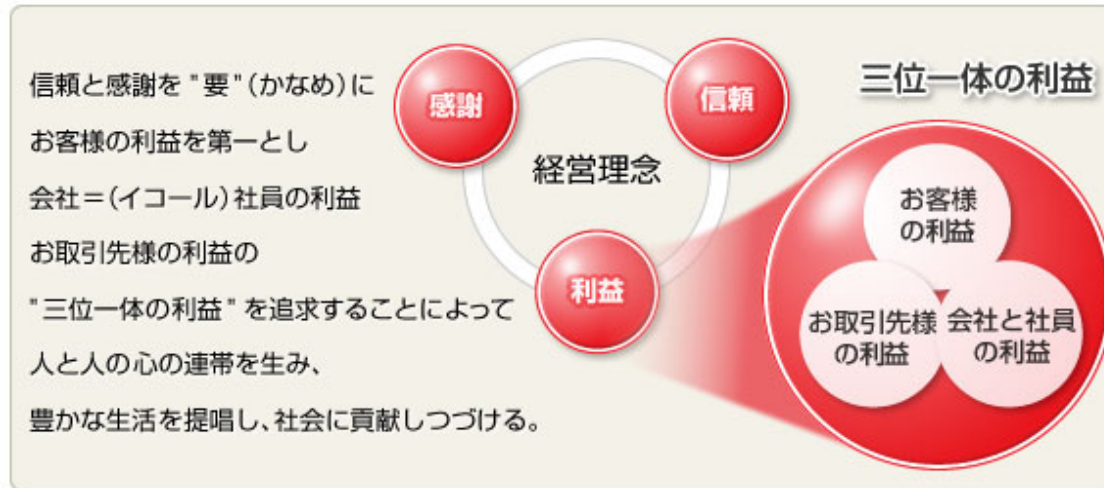 信頼と感謝を "要"(かなめ)に
お客様の利益を第一とし
会社=(イコール)社員の利益
お取引先様の利益の
"三位一体の利益" を追求することによって
人と人の心の連帯を生み、
豊かな生活を提唱し、社会に貢献しつづける。
感謝
信頼
経営理念
利益
三位一体の利益
お客様
の利益
お取引先様
の利益
会社と社員
の利益